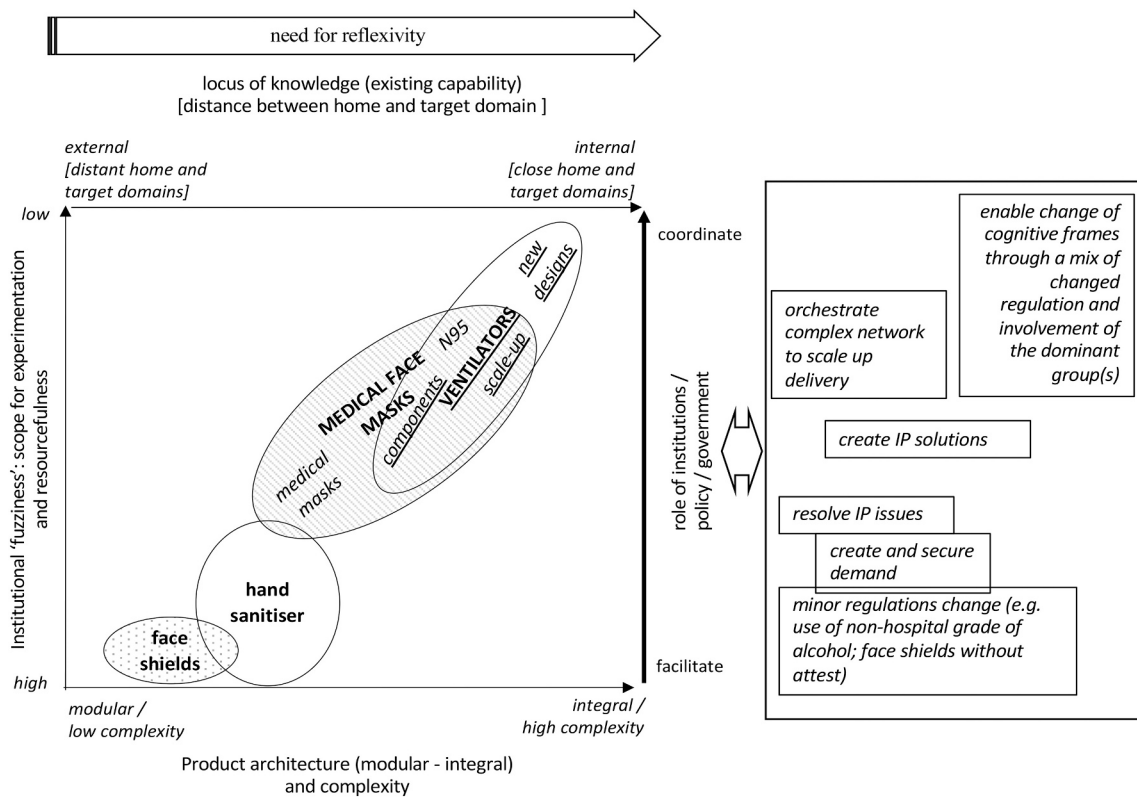 need for reflexivity
locus of knowledge (existing capability)
[distance between home and target domain ]
external
[distant home and
target domains]
internal
[close home and
target domains]
low
high
Institutional 'fuzziness': scope for experimentation
and resourcefulness
new
designs
N95
VENTILATORS
scale-up
MEDICAL FACE
MASKS
components
medical
masks
hand
sanitiser
face
shields
modular /
low complexity
integral /
high complexity
Product architecture (modular - integral)
and complexity
coordinate
facilitate
role of institutions /
policy / government
enable change of
cognitive frames
through a mix of
changed
regulation and
involvement of
the dominant
group(s)
orchestrate
complex network
to scale up
delivery
create IP solutions
resolve IP issues
create and secure
demand
minor regulations change (e.g.
use of non-hospital grade of
alcohol; face shields without
attest)